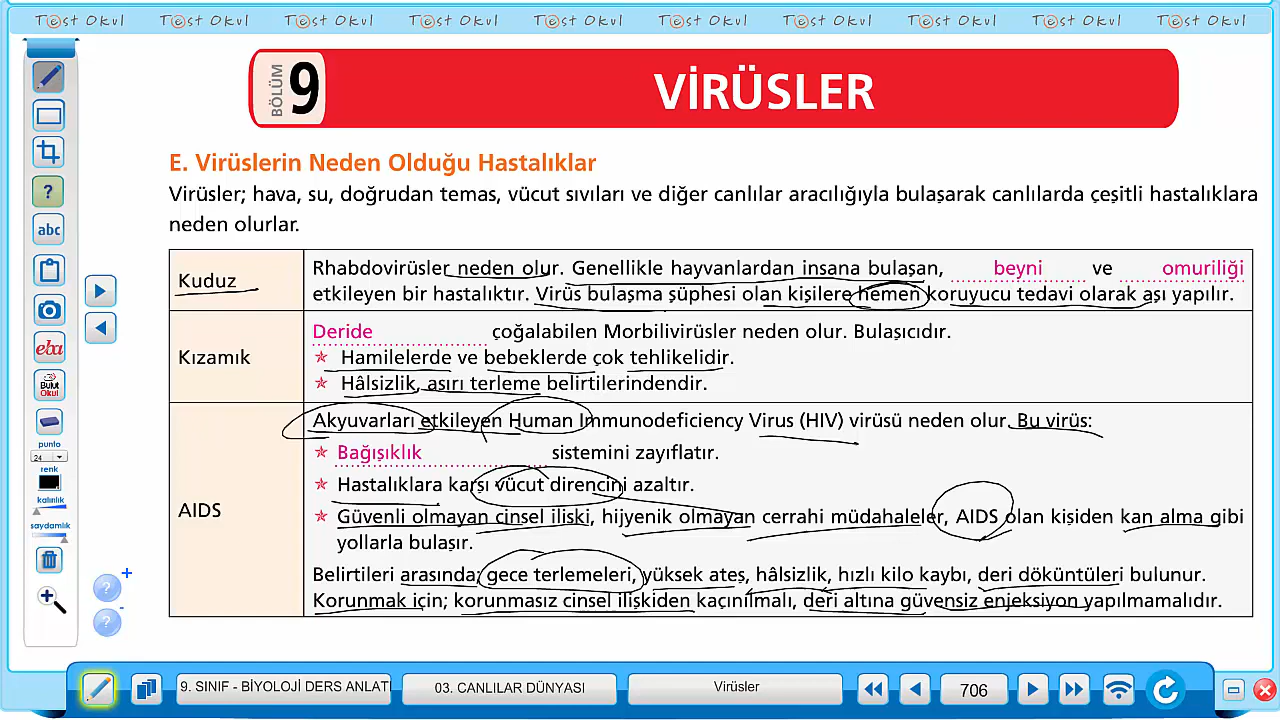 Test Okul Test Okul Test Okul Test Okul Test Okul Test Okul Test Okul Test Okul Test Okul Test Okul
BÖLÜM 9
VİRÜSLER
E. Virüslerin Neden Olduğu Hastalıklar
Virüsler; hava, su, doğrudan temas, vücut sıvıları ve diğer canlılar aracılığıyla bulaşarak canlılarda çeşitli hastalıklara
neden olurlar.
Kuduz
Rhabdovirüsler neden olur. Genellikle hayvanlardan insana bulaşan, beyni ve omuriliği
etkileyen bir hastalıktır. Virüs bulaşma şüphesi olan kişilere hemen koruyucu tedavi olarak aşı yapılır.
Kızamık
Deride çoğalabilen Morbilivirüsler neden olur. Bulaşıcıdır.
* Hamilelerde ve bebeklerde çok tehlikelidir.
* Hâlsizlik, aşırı terleme belirtilerindendir.
AIDS
Akyuvarları etkileyen Human Immunodeficiency Virus (HIV) virüsü neden olur. Bu virüs:
* Bağışıklık sistemini zayıflatır.
* Hastalıklara karşı vücut direncini azaltır.
* Güvenli olmayan cinsel ilişki, hijyenik olmayan cerrahi müdahaleler, AIDS olan kişiden kan alma gibi
yollarla bulaşır.
Belirtileri arasında; gece terlemeleri, yüksek ateş, hâlsizlik, hızlı kilo kaybı, deri döküntüleri bulunur.
Korunmak için; korunmasız cinsel ilişkiden kaçınılmalı, deri altına güvensiz enjeksiyon yapılmamalıdır.
?
abc
eba
Bulut
Okul
punto
24
renk
kalınlık
saydamlık
? +
? -
9. SINIF - BİYOLOJİ DERS ANLATI
03. CANLILAR DÜNYASI
Virüsler
706